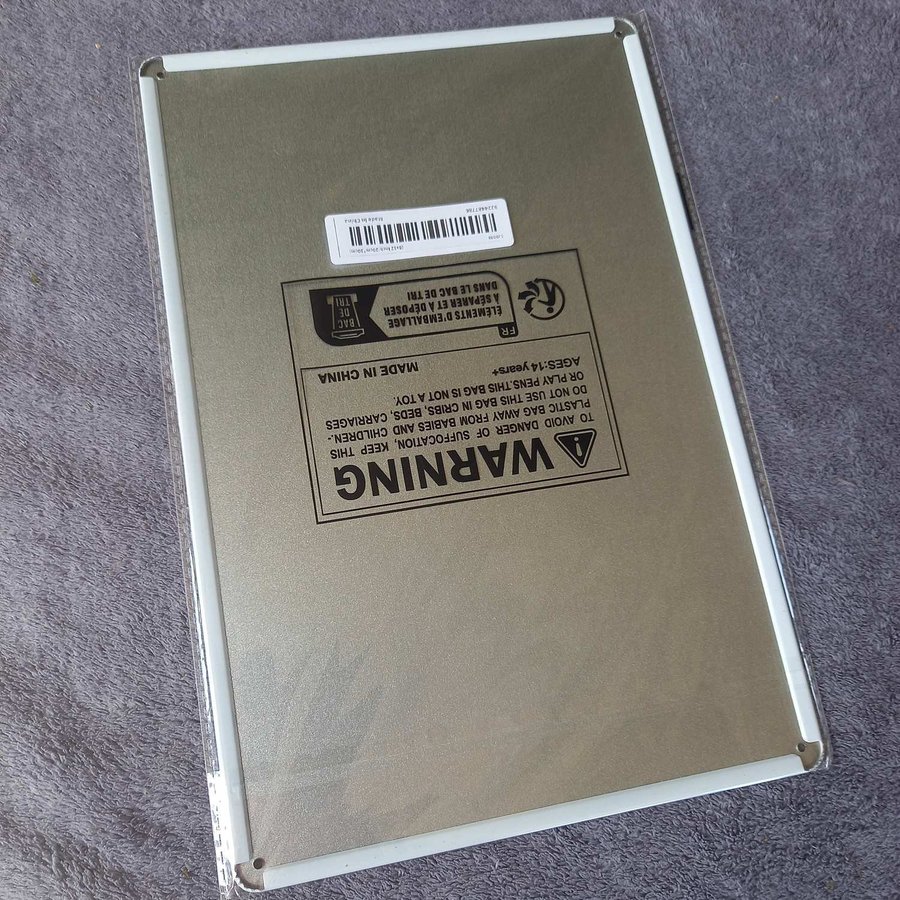 WARNING
TO AVOID DANGER OF SUFFOCATION, KEEP THIS
PLASTIC BAG AWAY FROM BABIES AND CHILDREN.-
DO NOT USE THIS BAG IN CRIBS, BEDS, CARRIAGES
OR PLAY PENS.THIS BAG IS NOT A TOY.
AGES:14 years+ MADE IN CHINA
FR
ÉLÉMENTS D'EMBALLAGE
À SÉPARER ET À DÉPOSER
DANS LE BAC DE TRI
BAC
DE
TRI
Made In China